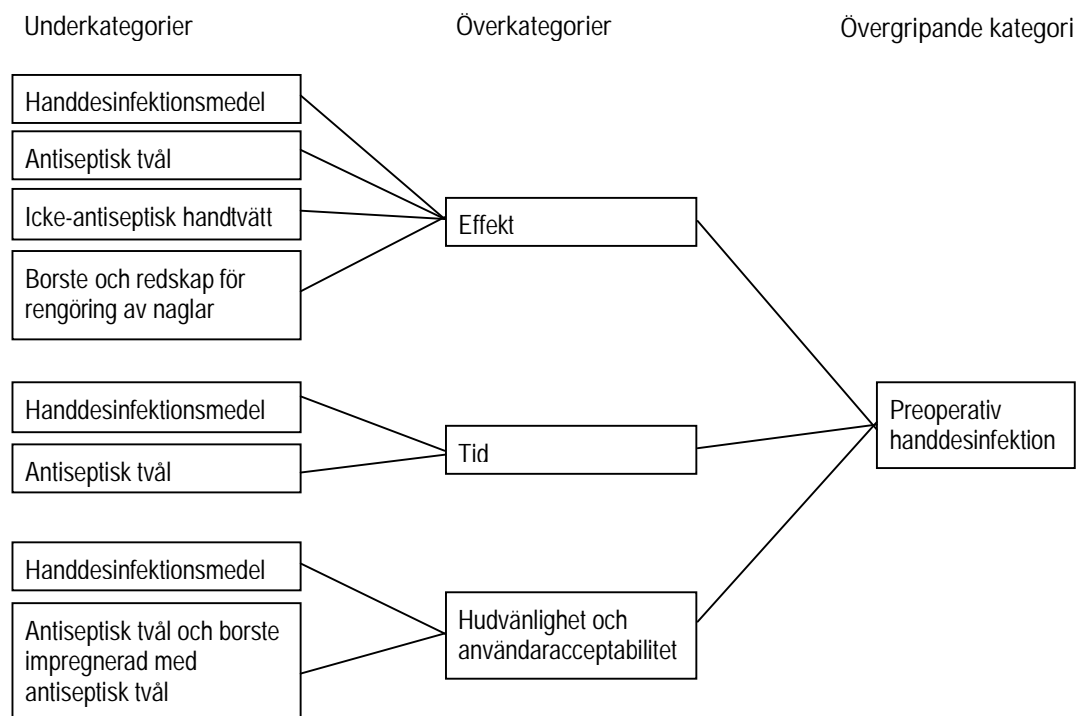 Underkategorier
Överkategorier
Övergripande kategori
Handdesinfektionsmedel
Antiseptisk tvål
Icke-antiseptisk handtvätt
Borste och redskap för
rengöring av naglar
Effekt
Handdesinfektionsmedel
Antiseptisk tvål
Tid
Preoperativ
handdesinfektion
Handdesinfektionsmedel
Antiseptisk tvål och borste
impregnerad med
antiseptisk tvål
Hudvänlighet och
användaracceptabilitet